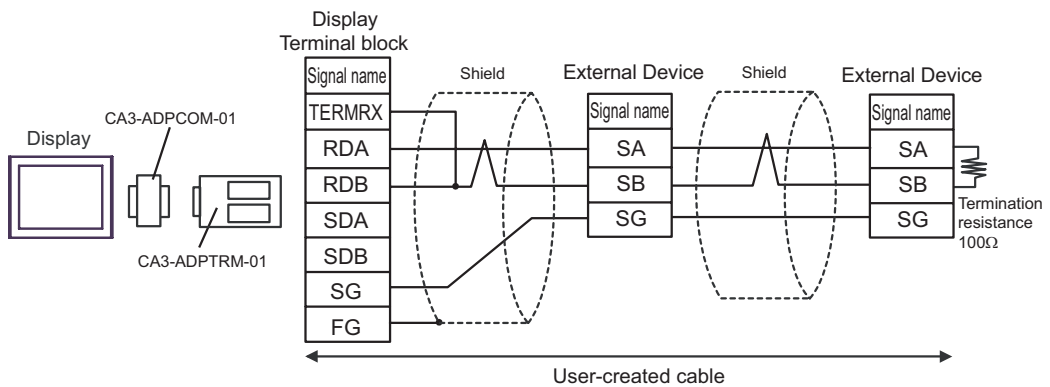 Display
Terminal block
Signal name
TERMRX
RDA
RDB
SDA
SDB
SG
FG
Display
CA3-ADPCOM-01
CA3-ADPTRM-01
Shield
External Device
Signal name
SA
SB
SG
Shield
External Device
Signal name
SA
SB
SG
Termination
resistance
100Ω
User-created cable